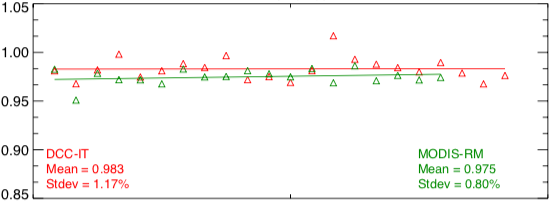 1.05
1.00
0.95
0.90
0.85
DCC-IT
Mean = 0.983
Stdev = 1.17%
MODIS-RM
Mean = 0.975
Stdev = 0.80%